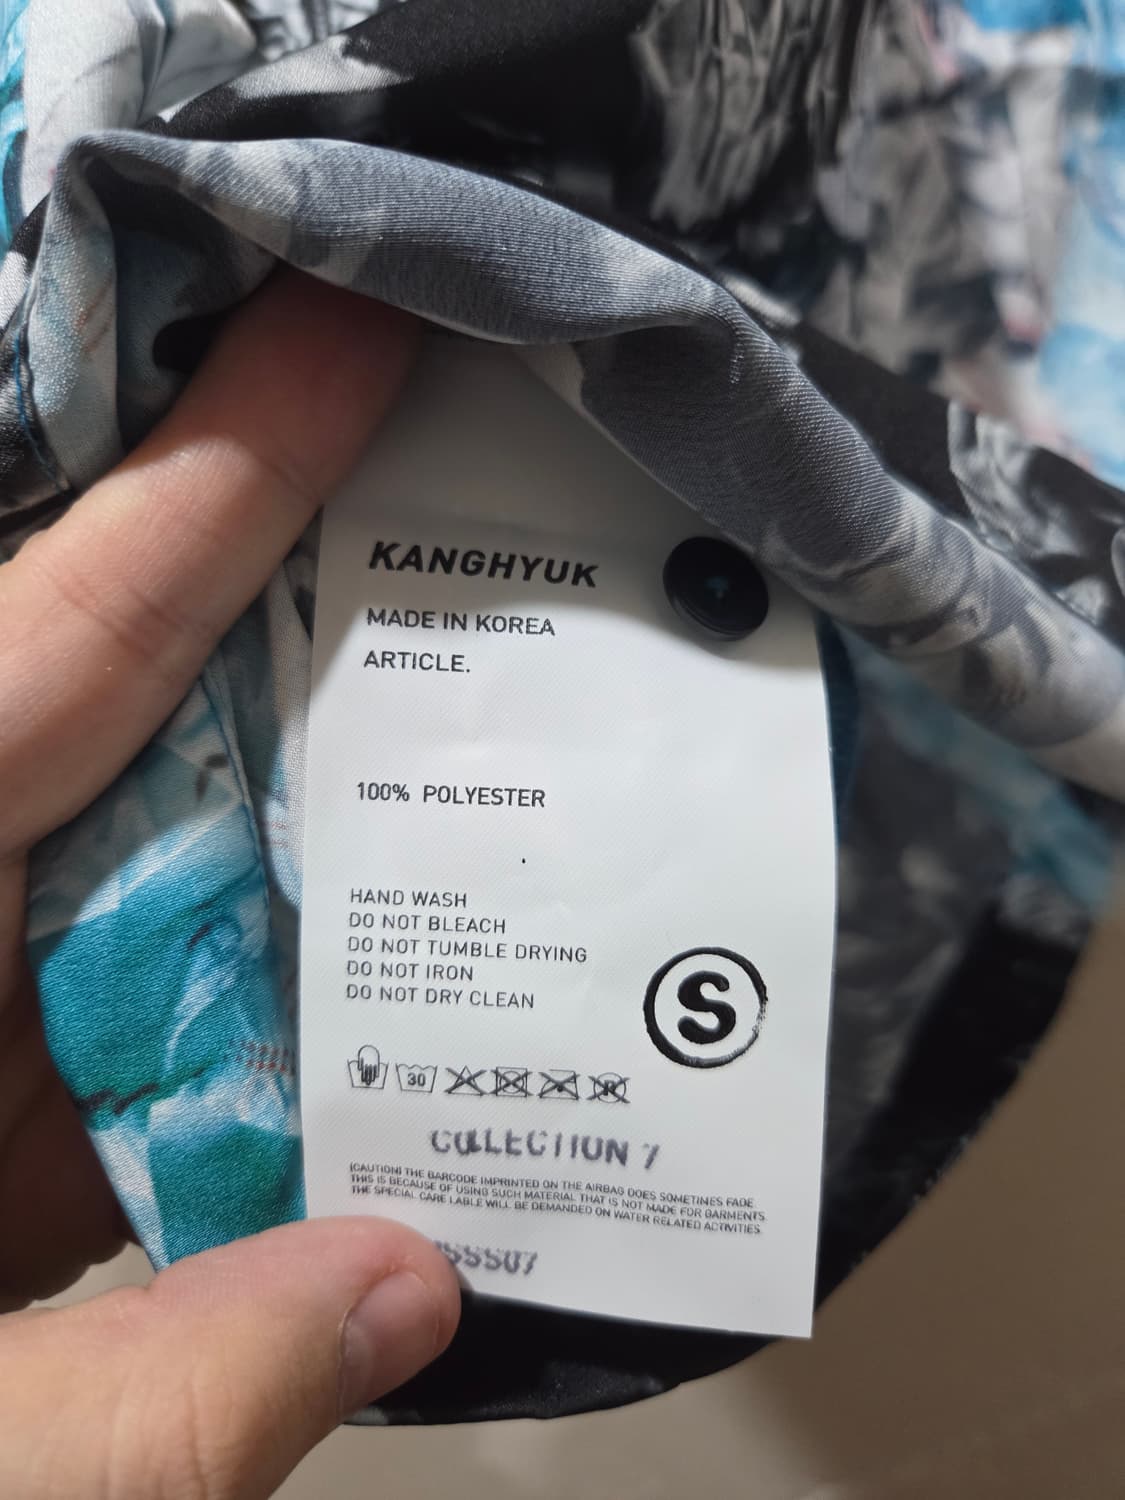 KANGHYUK
MADE IN KOREA
ARTICLE.
100% POLYESTER
HAND WASH
DO NOT BLEACH
DO NOT TUMBLE DRYING
DO NOT IRON
DO NOT DRY CLEAN
S
30
COLLECTION 7
[CAUTION] THE BARCODE IMPRINTED ON THE AIRBAG DOES SOMETIMES FADE
THIS IS BECAUSE OF USING SUCH MATERIAL THAT IS NOT MADE FOR GARMENTS
THE SPECIAL CARE LABLE WILL BE DEMANDED ON WATER RELATED ACTIVITIES